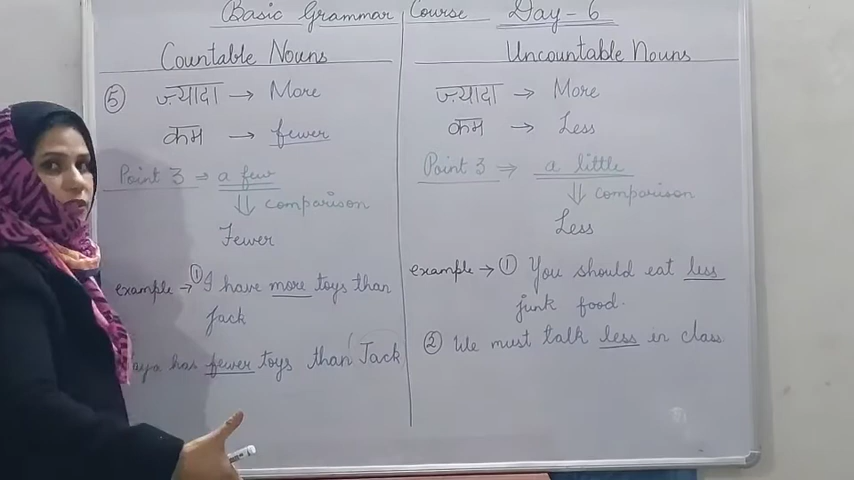 Basic Grammar Course Day-6
Countable Nouns
⑤ ज़्यादा → More
कम → fewer
Point 3 ⇒ a few
⇓ comparison
Fewer
example → ① I have more toys than
Jack
has fewer toys than Jack
Uncountable Nouns
ज़्यादा → More
कम → Less
Point 3 ⇒ a little
⇓ comparison
Less
example → ① You should eat less
junk food.
② We must talk less in class